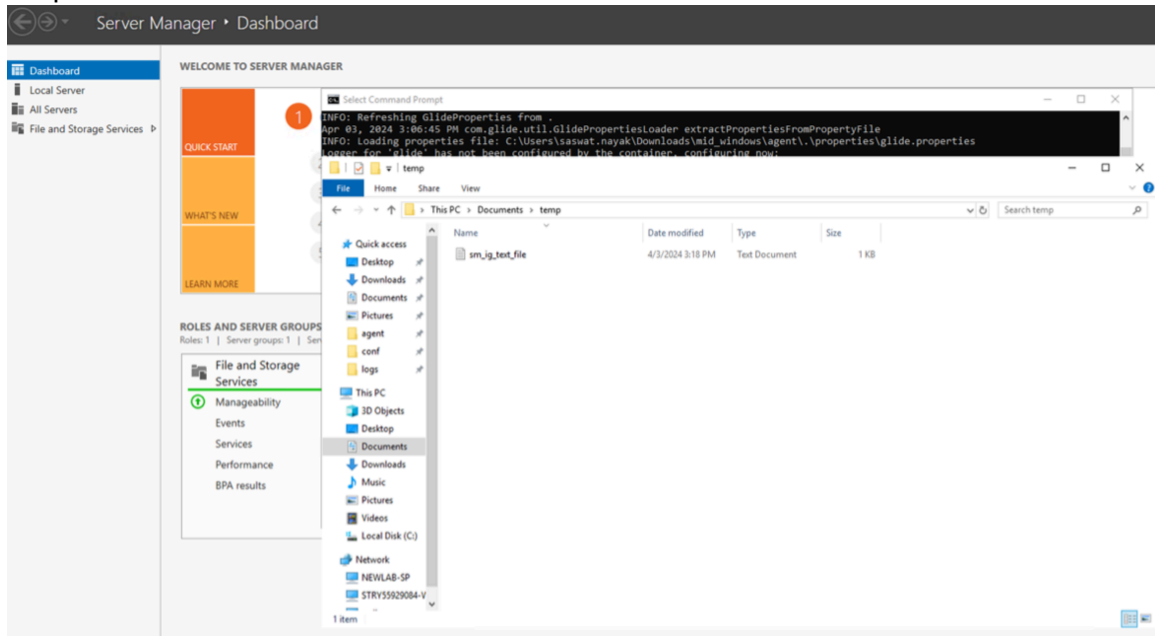 Server Manager • Dashboard
Dashboard
Local Server
All Servers
File and Storage Services
WELCOME TO SERVER MANAGER
QUICK START
WHAT'S NEW
LEARN MORE
1
ROLES AND SERVER GROUPS
Roles: 1 | Server groups: 1 |
File and Storage
Services
Manageability
Events
Services
Performance
BPA results
Select Command Prompt
INFO: Refreshing GlideProperties from .
Apr 03, 2024 3:06:45 PM com.glide.util.GlidePropertiesLoader extractPropertiesFromPropertyFile
INFO: Loading properties file: C:\Users\saswat.nayak\Downloads\mid_windows\agent\.\properties\glide.properties
Logger for 'glide' has not been configured by the container, configuring now:
temp
File Home Share View
This PC > Documents > temp
Search temp
Name Date modified Type Size
sm_ig_text_file 4/3/2024 3:18 PM Text Document 1 KB
Quick access
Desktop
Downloads
Documents
Pictures
agent
conf
logs
This PC
3D Objects
Desktop
Documents
Downloads
Music
Pictures
Videos
Local Disk (C:)
Network
NEWLAB-SP
STRY55929084-V
1 item